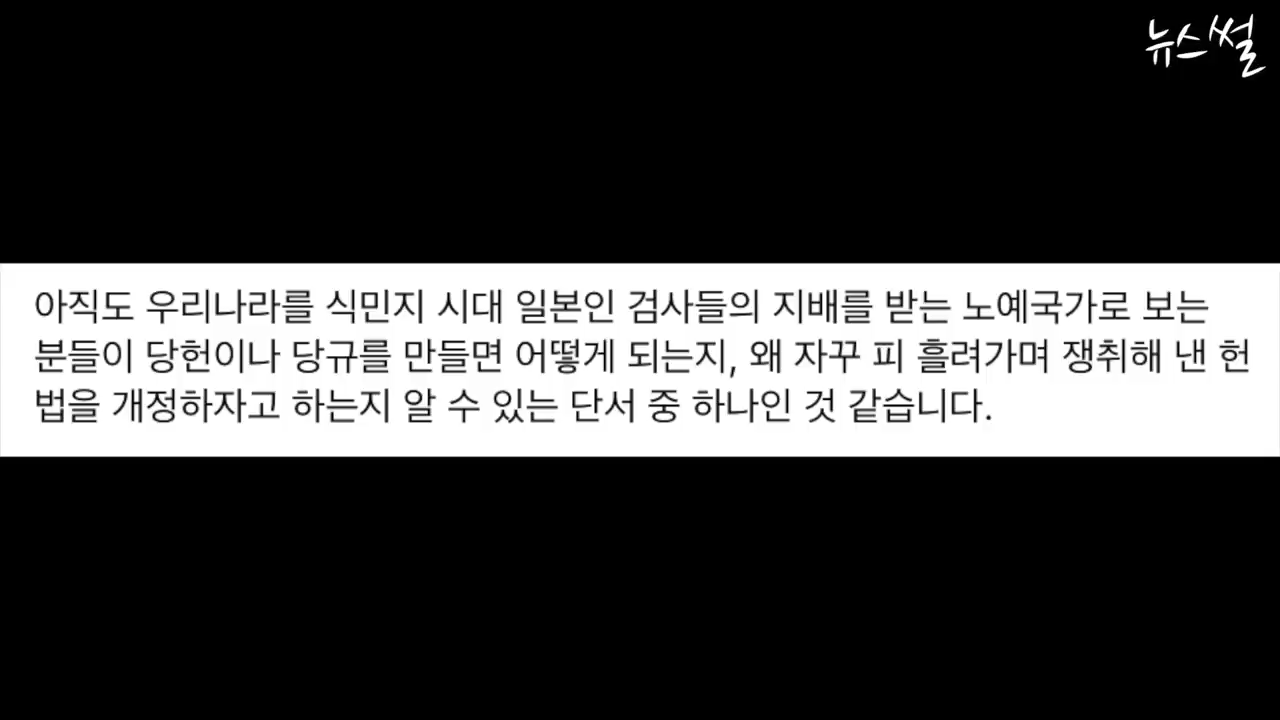 뉴스썰
아직도 우리나라를 식민지 시대 일본인 검사들의 지배를 받는 노예국가로 보는
분들이 당헌이나 당규를 만들면 어떻게 되는지, 왜 자꾸 피 흘려가며 쟁취해 낸 헌
법을 개정하자고 하는지 알 수 있는 단서 중 하나인 것 같습니다.